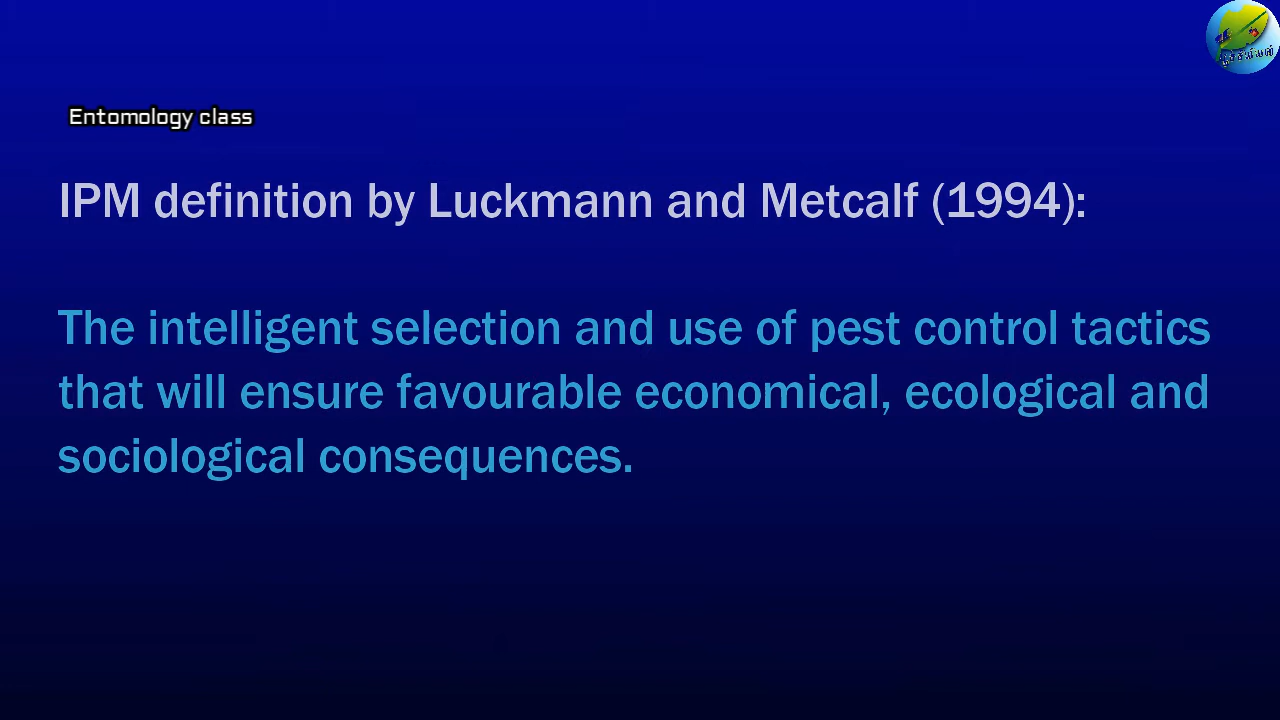 Entomology class
IPM definition by Luckmann and Metcalf (1994):
The intelligent selection and use of pest control tactics
that will ensure favourable economical, ecological and
sociological consequences.